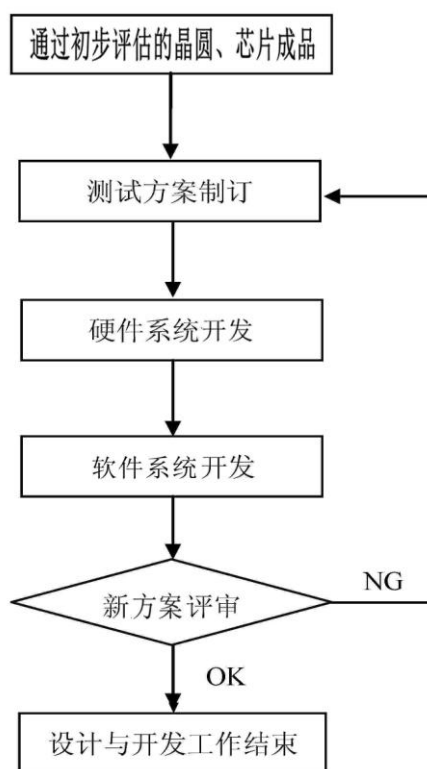 通过初步评估的晶圆、芯片成品
测试方案制订
硬件系统开发
软件系统开发
新方案评审
NG
OK
设计与开发工作结束